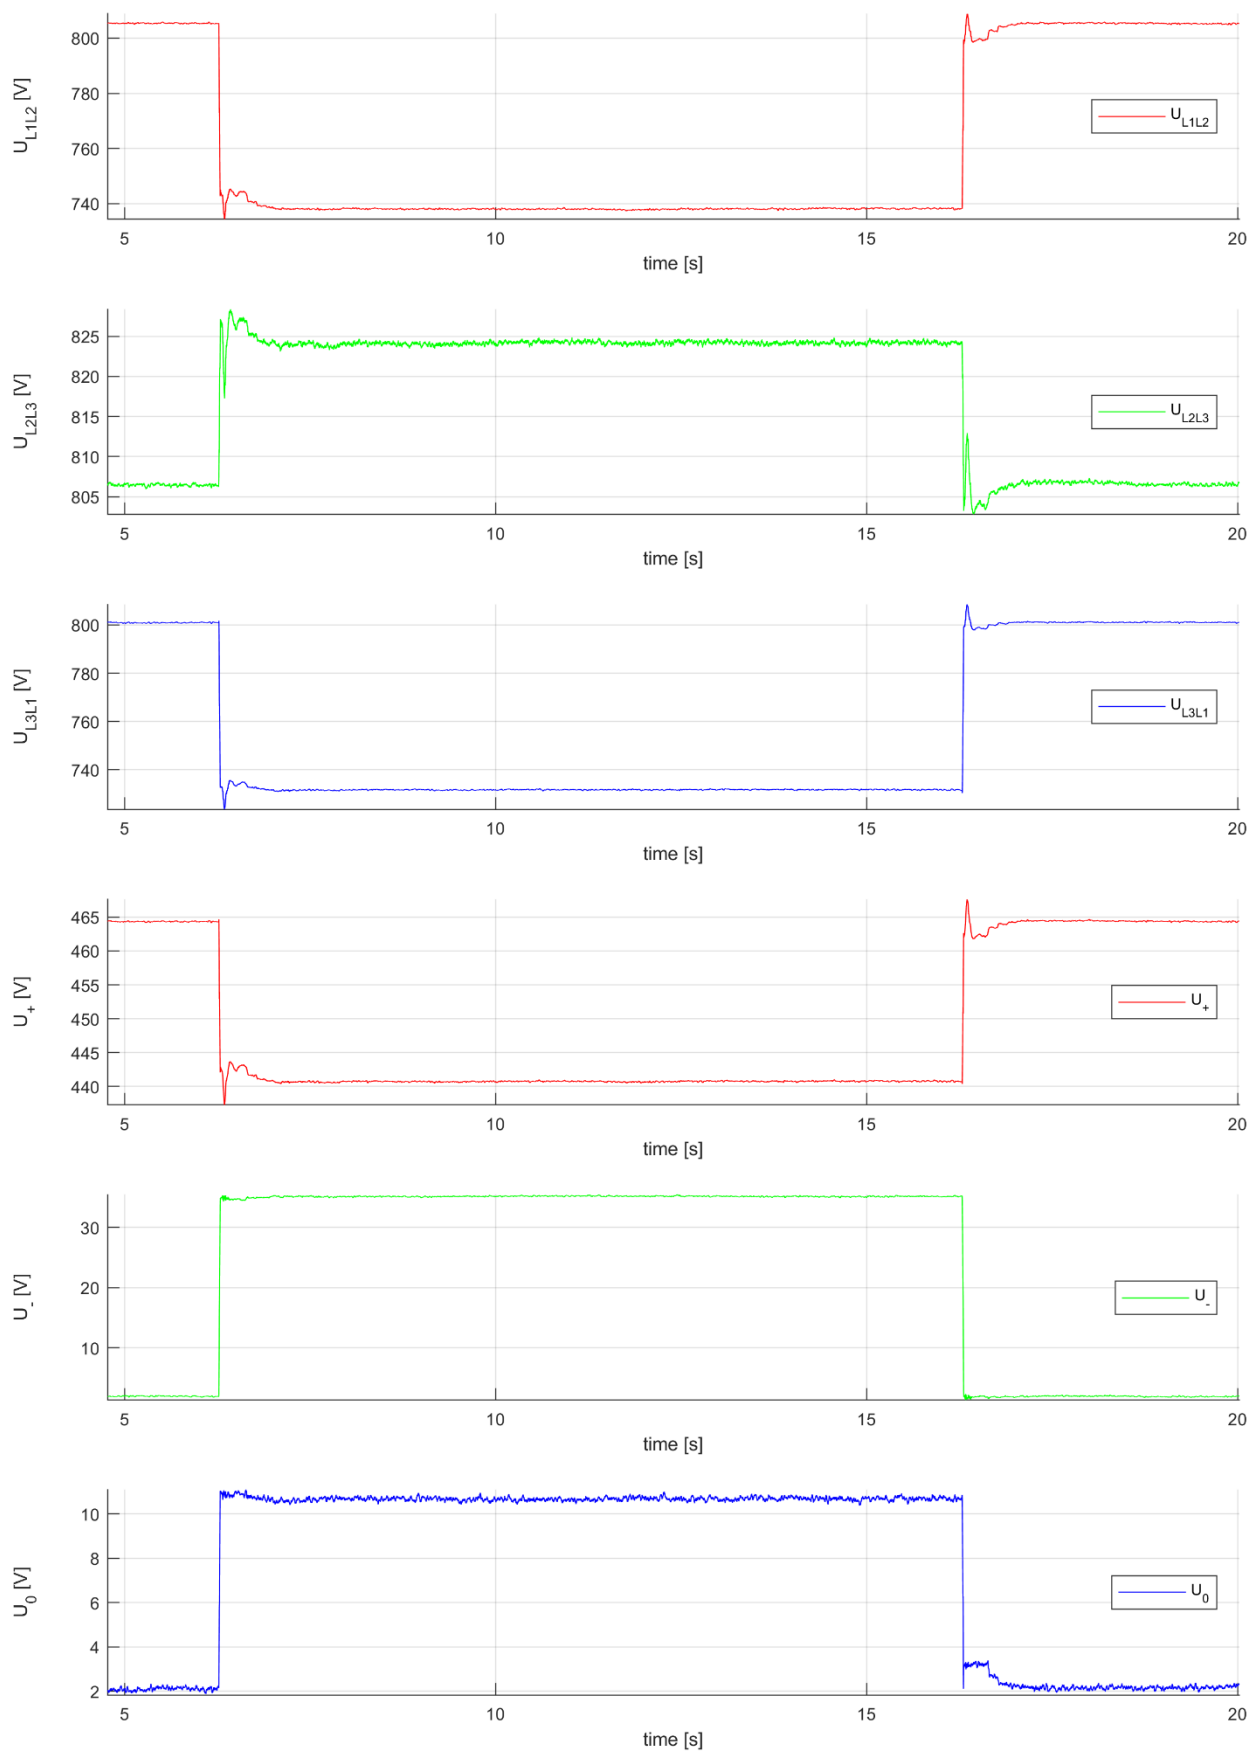 800
780
760
740
U_L1L2 [V]
U_L1L2
5 10 15 20
time [s]
825
820
815
810
805
U_L2L3 [V]
U_L2L3
5 10 15 20
time [s]
800
780
760
740
U_L3L1 [V]
U_L3L1
5 10 15 20
time [s]
465
460
455
450
445
440
U_+ [V]
U_+
5 10 15 20
time [s]
30
20
10
U_- [V]
U_-
5 10 15 20
time [s]
10
8
6
4
2
U_0 [V]
U_0
5 10 15 20
time [s]